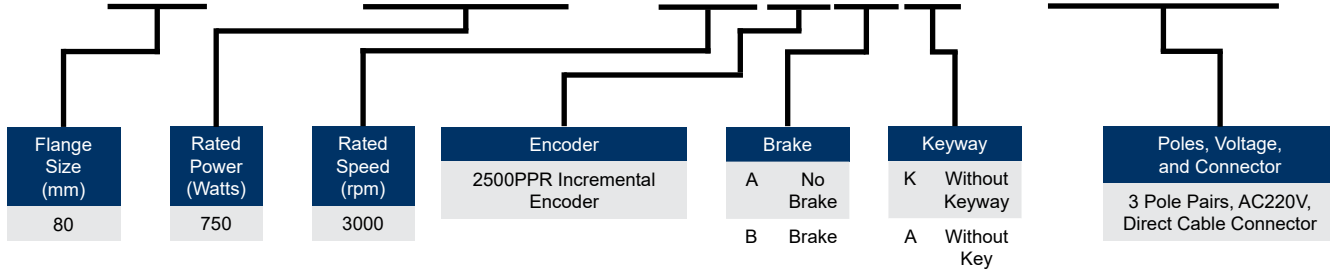 Flange
Size
(mm)
80
Rated
Power
(Watts)
750
Rated
Speed
(rpm)
3000
Encoder
2500PPR Incremental
Encoder
Brake
A No
Brake
B Brake
Keyway
K Without
Keyway
A Without
Key
Poles, Voltage,
and Connector
3 Pole Pairs, AC220V,
Direct Cable Connector